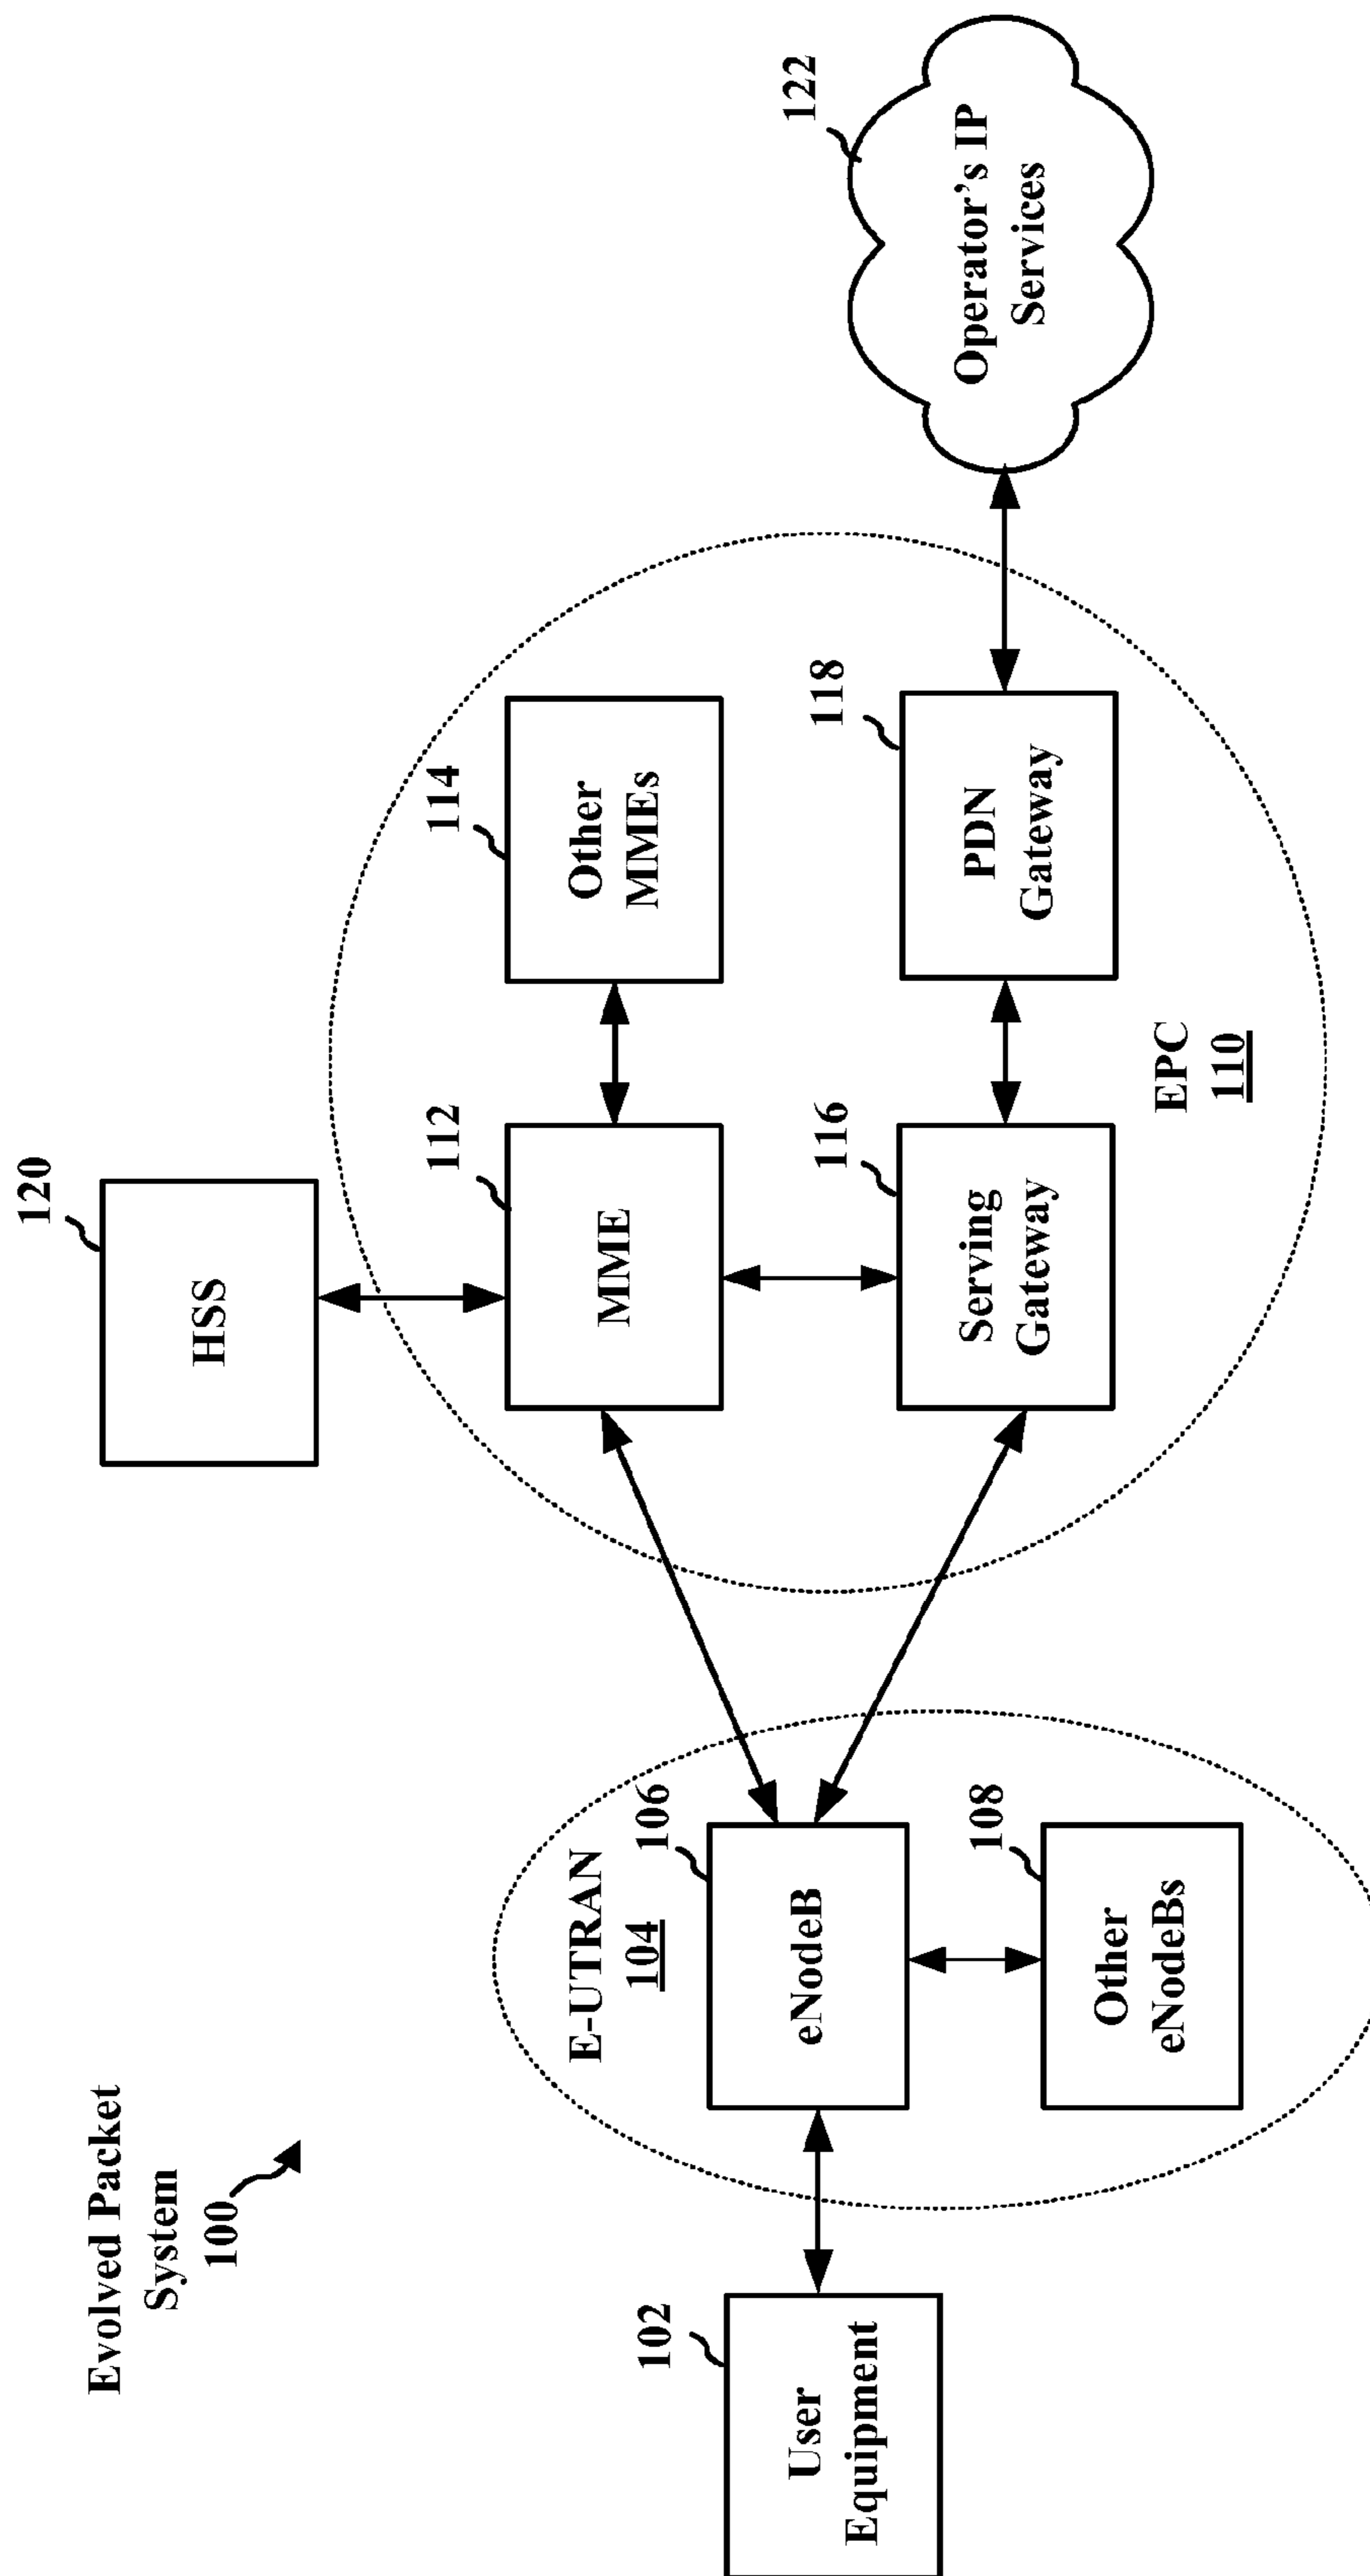 Evolved Packet
System
100
120
HSS
102
User
Equipment
E-UTRAN
104
106
eNodeB
108
Other
eNodeBs
112
MME
114
Other
MMEs
116
Serving
Gateway
118
PDN
Gateway
EPC
110
122
Operator's IP
Services